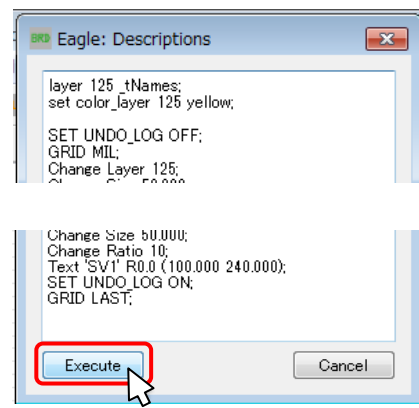 BRD Eagle: Descriptions
layer 125 _tNames;
set color_layer 125 yellow;
SET UNDO_LOG OFF;
GRID MIL;
Change Layer 125;
Change Size 50.000;
Change Ratio 10;
Text 'SV1' R0.0 (100.000 240.000);
SET UNDO_LOG ON;
GRID LAST;
Execute
Cancel